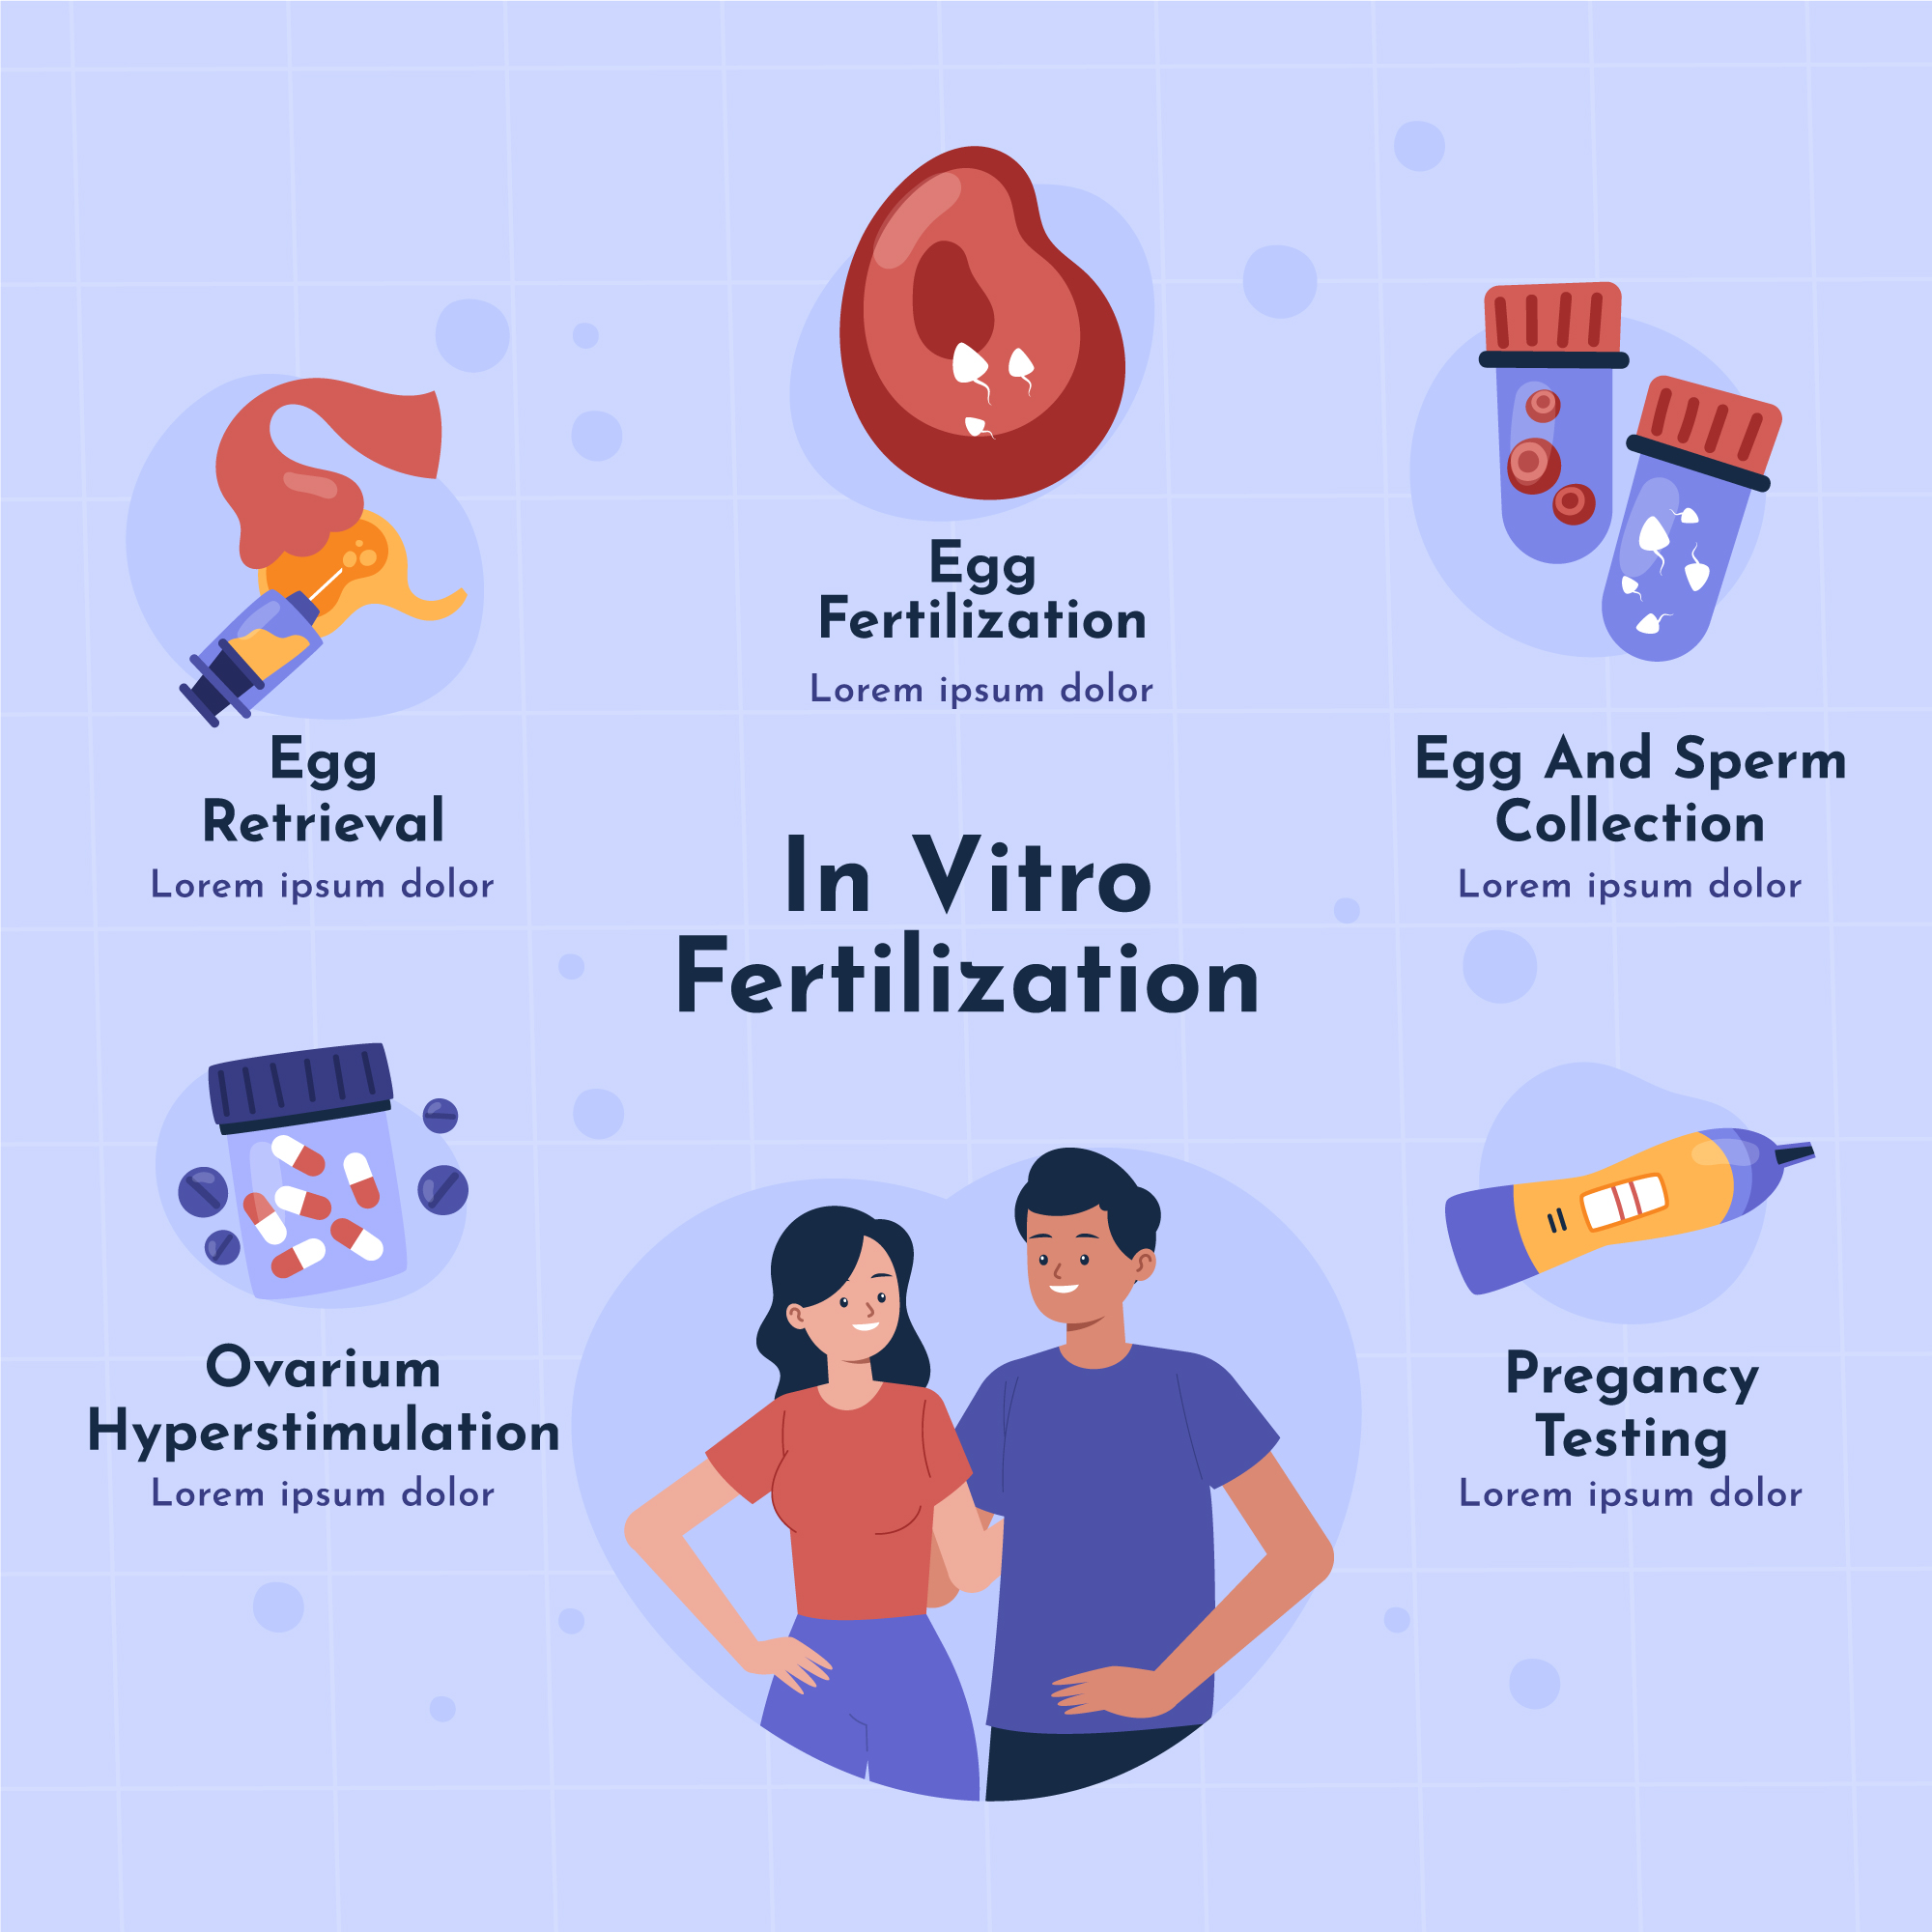 Egg
Fertilization
Lorem ipsum dolor
Egg
Retrieval
Lorem ipsum dolor
Egg And Sperm
Collection
Lorem ipsum dolor
In Vitro
Fertilization
Ovarium
Hyperstimulation
Lorem ipsum dolor
Pregancy
Testing
Lorem ipsum dolor